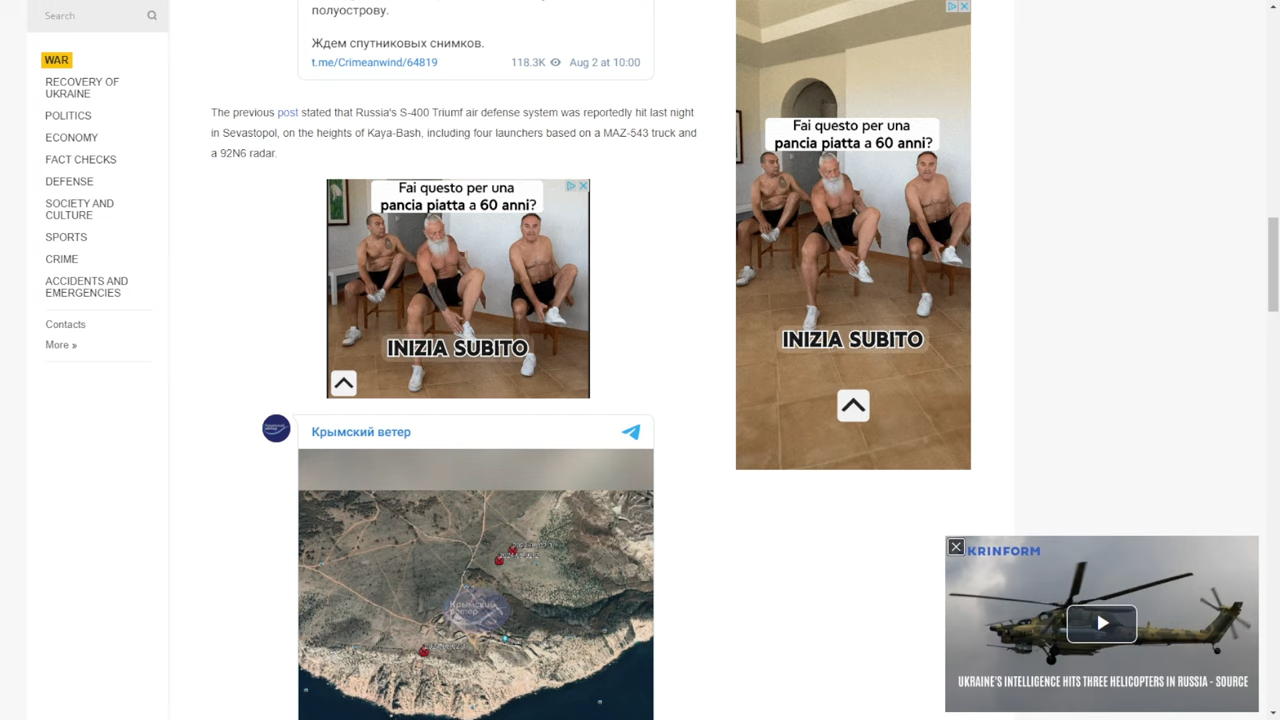 Search
WAR
RECOVERY OF
UKRAINE
POLITICS
ECONOMY
FACT CHECKS
DEFENSE
SOCIETY AND
CULTURE
SPORTS
CRIME
ACCIDENTS AND
EMERGENCIES
Contacts
More »
полуострову.
Ждем спутниковых снимков.
t.me/Crimeanwind/64819 118.3K Aug 2 at 10:00
The previous post stated that Russia's S-400 Triumf air defense system was reportedly hit last night
in Sevastopol, on the heights of Kaya-Bash, including four launchers based on a MAZ-543 truck and
a 92N6 radar.
Fai questo per una
pancia piatta a 60 anni?
INIZIA SUBITO
Крымский ветер
Крымский
ветер
Fai questo per una
pancia piatta a 60 anni?
INIZIA SUBITO
KRINFORM
UKRAINE'S INTELLIGENCE HITS THREE HELICOPTERS IN RUSSIA - SOURCE